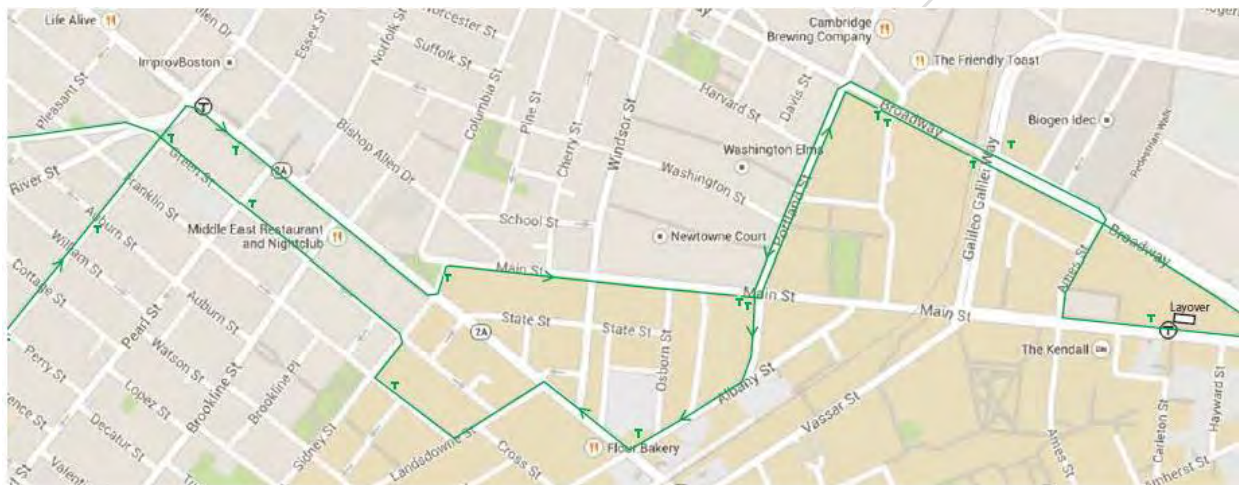 Life Alive
Allen Dr
Essex St
Norfolk St
Worcester St
Suffolk St
Cambridge
Brewing Company
The Friendly Toast
ImprovBoston
Pleasant St
Columbia St
Pine St
Cherry St
Windsor St
Harvard St
Davis St
Broadway
Biogen Idec
Pedestrian Walk
T
Bishop Allen Dr
Washington Elms
Washington St
Portland St
Galileo Galilei Way
River St
Green St
2A
Franklin St
Auburn St
William St
Cottage St
Middle East Restaurant
and Nightclub
School St
Newtowne Court
Main St
Main St
Main St
Ames St
Broadway
Layover
T
Pearl St
Auburn St
Watson St
Perry St
Brookline St
Brookline Pl
State St
State St
2A
Osborn St
Albany St
Vassar St
The Kendall
Lopez St
Decatur St
Sidney St
Landsdowne St
Cross St
Flour Bakery
Ames St
Carleton St
Hayward St
Amherst St